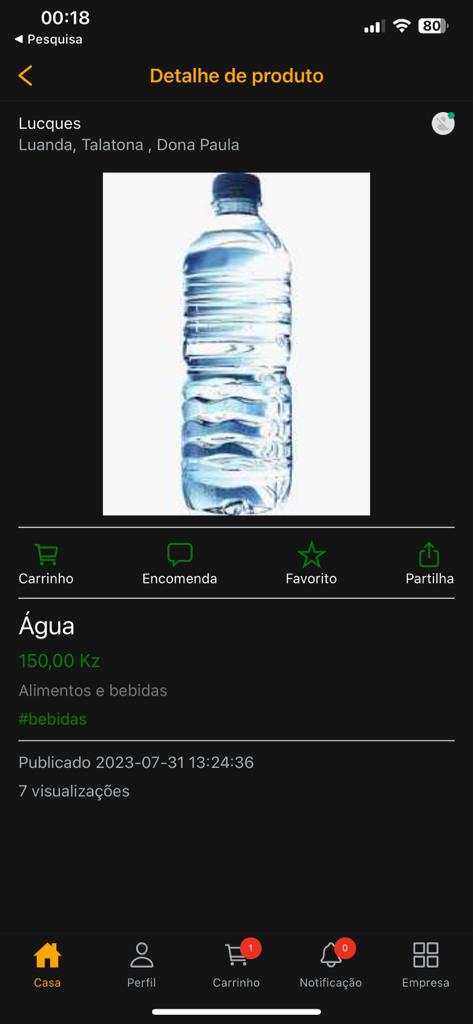 00:18
80
◀ Pesquisa
Detalhe de produto
Lucques
Luanda, Talatona , Dona Paula
Carrinho
Encomenda
Favorito
Partilha
Água
150,00 Kz
Alimentos e bebidas
#bebidas
Publicado 2023-07-31 13:24:36
7 visualizações
1
0
Casa
Perfil
Carrinho
Notificação
Empresa